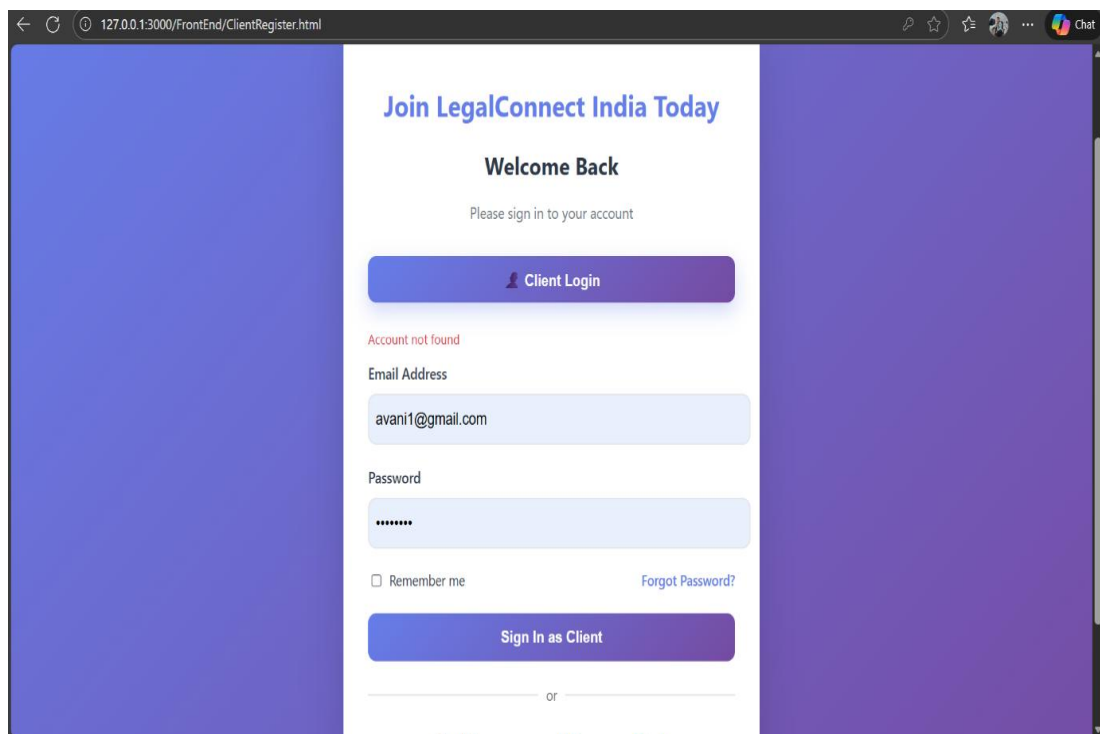 127.0.0.1:3000/FrontEnd/ClientRegister.html
Chat
Join LegalConnect India Today
Welcome Back
Please sign in to your account
Client Login
Account not found
Email Address
avani1@gmail.com
Password
••••••••
Remember me Forgot Password?
Sign In as Client
or